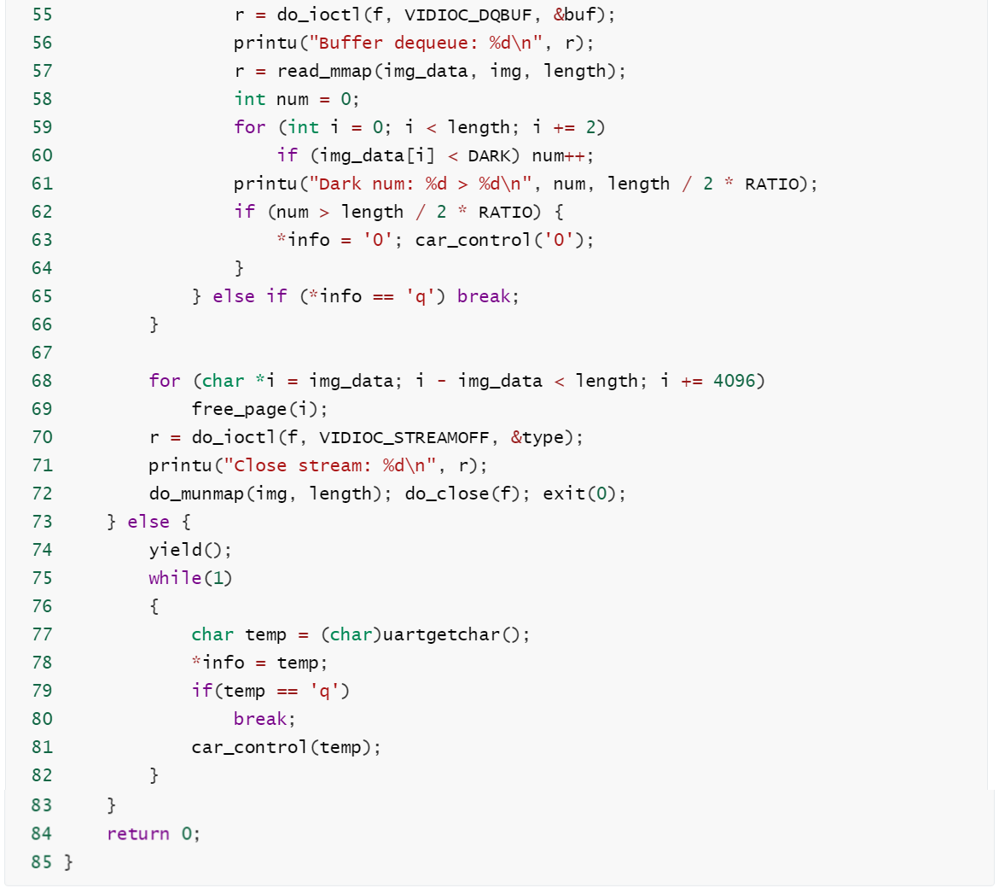 55                 r = do_ioctl(f, VIDIOC_DQBUF, &buf);
56                 printu("Buffer dequeue: %d\n", r);
57                 r = read_mmap(img_data, img, length);
58                 int num = 0;
59                 for (int i = 0; i < length; i += 2)
60                     if (img_data[i] < DARK) num++;
61                 printu("Dark num: %d > %d\n", num, length / 2 * RATIO);
62                 if (num > length / 2 * RATIO) {
63                     *info = '0'; car_control('0');
64                 }
65             } else if (*info == 'q') break;
66         }
67
68         for (char *i = img_data; i - img_data < length; i += 4096)
69             free_page(i);
70         r = do_ioctl(f, VIDIOC_STREAMOFF, &type);
71         printu("Close stream: %d\n", r);
72         do_munmap(img, length); do_close(f); exit(0);
73     } else {
74         yield();
75         while(1)
76         {
77             char temp = (char)uartgetchar();
78             *info = temp;
79             if(temp == 'q')
80                 break;
81             car_control(temp);
82         }
83     }
84     return 0;
85 }